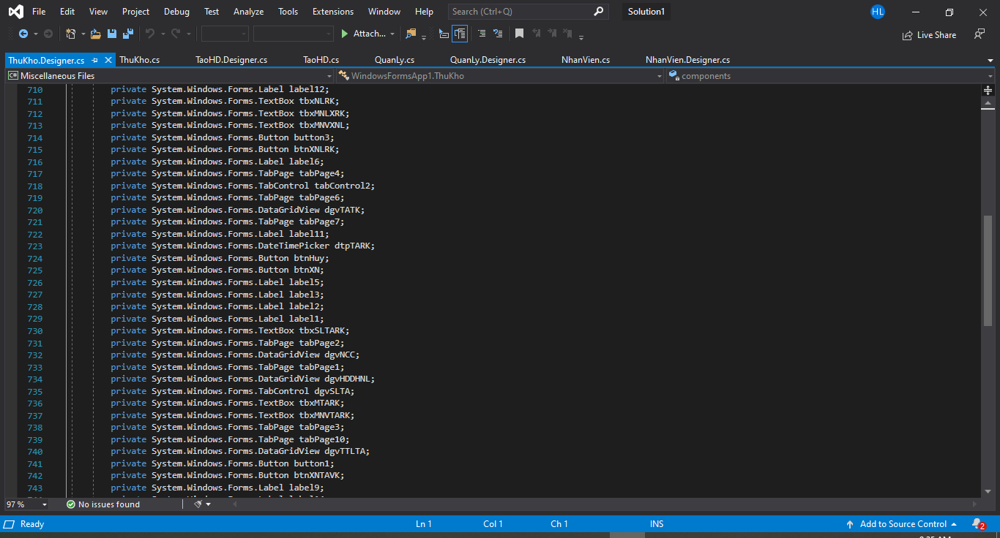 File Edit View Project Debug Test Analyze Tools Extensions Window Help Search (Ctrl+Q) Solution1 HL
Attach... Live Share
ThuKho.Designer.cs ThuKho.cs TaoHD.Designer.cs TaoHD.cs QuanLy.cs QuanLy.Designer.cs NhanVien.cs NhanVien.Designer.cs
C# Miscellaneous Files WindowsFormsApp1.ThuKho components
710 private System.Windows.Forms.Label label12;
711 private System.Windows.Forms.TextBox tbxNLRK;
712 private System.Windows.Forms.TextBox tbxMNLXRK;
713 private System.Windows.Forms.TextBox tbxMNVXNL;
714 private System.Windows.Forms.Button button3;
715 private System.Windows.Forms.Button btnXNLRK;
716 private System.Windows.Forms.Label label6;
717 private System.Windows.Forms.TabPage tabPage4;
718 private System.Windows.Forms.TabControl tabControl2;
719 private System.Windows.Forms.TabPage tabPage6;
720 private System.Windows.Forms.DataGridView dgvTATK;
721 private System.Windows.Forms.TabPage tabPage7;
722 private System.Windows.Forms.Label label11;
723 private System.Windows.Forms.DateTimePicker dtpTARK;
724 private System.Windows.Forms.Button btnHuy;
725 private System.Windows.Forms.Button btnXN;
726 private System.Windows.Forms.Label label5;
727 private System.Windows.Forms.Label label3;
728 private System.Windows.Forms.Label label2;
729 private System.Windows.Forms.Label label1;
730 private System.Windows.Forms.TextBox tbxSLTARK;
731 private System.Windows.Forms.TabPage tabPage2;
732 private System.Windows.Forms.DataGridView dgvNCC;
733 private System.Windows.Forms.TabPage tabPage1;
734 private System.Windows.Forms.DataGridView dgvHDDHNL;
735 private System.Windows.Forms.TabControl dgvSLTA;
736 private System.Windows.Forms.TextBox tbxMTARK;
737 private System.Windows.Forms.TextBox tbxMNVTARK;
738 private System.Windows.Forms.TabPage tabPage3;
739 private System.Windows.Forms.TabPage tabPage10;
740 private System.Windows.Forms.DataGridView dgvTTLTA;
741 private System.Windows.Forms.Button button1;
742 private System.Windows.Forms.Button btnXNTAVK;
743 private System.Windows.Forms.Label label9;
97 % No issues found
Ready Ln 1 Col 1 Ch 1 INS Add to Source Control 2